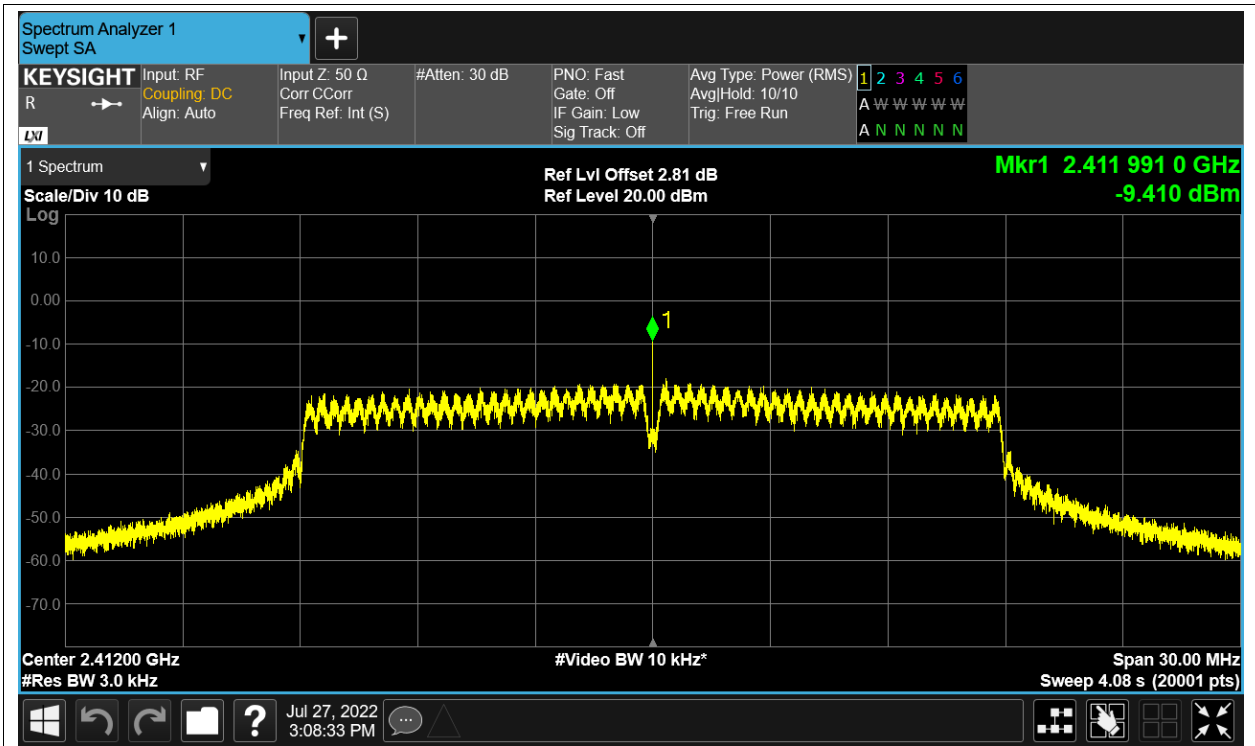 Spectrum Analyzer 1
Swept SA
KEYSIGHT
R
LXI
Input: RF
Coupling: DC
Align: Auto
Input Z: 50 Ω
Corr CCorr
Freq Ref: Int (S)
#Atten: 30 dB
PNO: Fast
Gate: Off
IF Gain: Low
Sig Track: Off
Avg Type: Power (RMS)
Avg|Hold: 10/10
Trig: Free Run
1 2 3 4 5 6
A W W W W W
A N N N N N
1 Spectrum
Scale/Div 10 dB
Log
Ref Lvl Offset 2.81 dB
Ref Level 20.00 dBm
Mkr1 2.411 991 0 GHz
-9.410 dBm
10.0
0.00
1
-10.0
-20.0
-30.0
-40.0
-50.0
-60.0
-70.0
Center 2.41200 GHz
#Res BW 3.0 kHz
#Video BW 10 kHz*
Span 30.00 MHz
Sweep 4.08 s (20001 pts)
?
Jul 27, 2022
3:08:33 PM